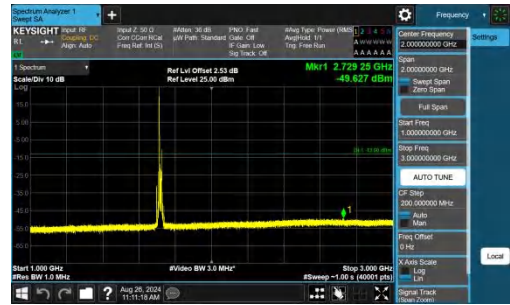 Spectrum Analyzer 1
Swept SA
Frequency
KEYSIGHT Input: RF
Coupling: DC
Align: Auto
Input Z: 50 Ω
Corr CCorr RCal
Freq Ref: Int (S)
#Atten: 36 dB
µW Path: Standard
PNO: Fast
Gate: Off
IF Gain: Low
Sig Track: Off
#Avg Type: Power (RMS)
Avg|Hold: 1/1
Trig: Free Run
A W W W W W
A A A A A A
Center Frequency
2.000000000 GHz
Settings
1 Spectrum
Scale/Div 10 dB
Log
Ref Lvl Offset 2.53 dB
Ref Level 25.00 dBm
Mkr1 2.729 25 GHz
-49.627 dBm
Span
2.00000000 GHz
Swept Span
Zero Span
Full Span
Start Freq
1.000000000 GHz
Stop Freq
3.000000000 GHz
AUTO TUNE
CF Step
200.000000 MHz
Auto
Man
Freq Offset
0 Hz
X Axis Scale
Log
Lin
Signal Track
(Span Zoom)
Local
15.0
5.00
-5.00
-15.0
-25.0
-35.0
-45.0
-55.0
-65.0
1
Start 1.000 GHz
#Res BW 1.0 MHz
#Video BW 3.0 MHz*
Stop 3.000 GHz
#Sweep ~1.00 s (40001 pts)
Aug 26, 2024
11:11:18 AM